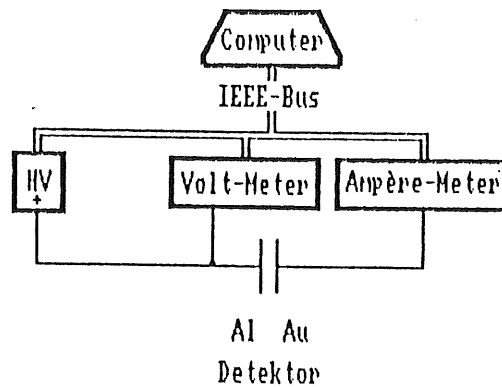 Computer
IEEE-Bus
HV
+
Volt-Meter
Ampère-Meter
Al Au
Detektor